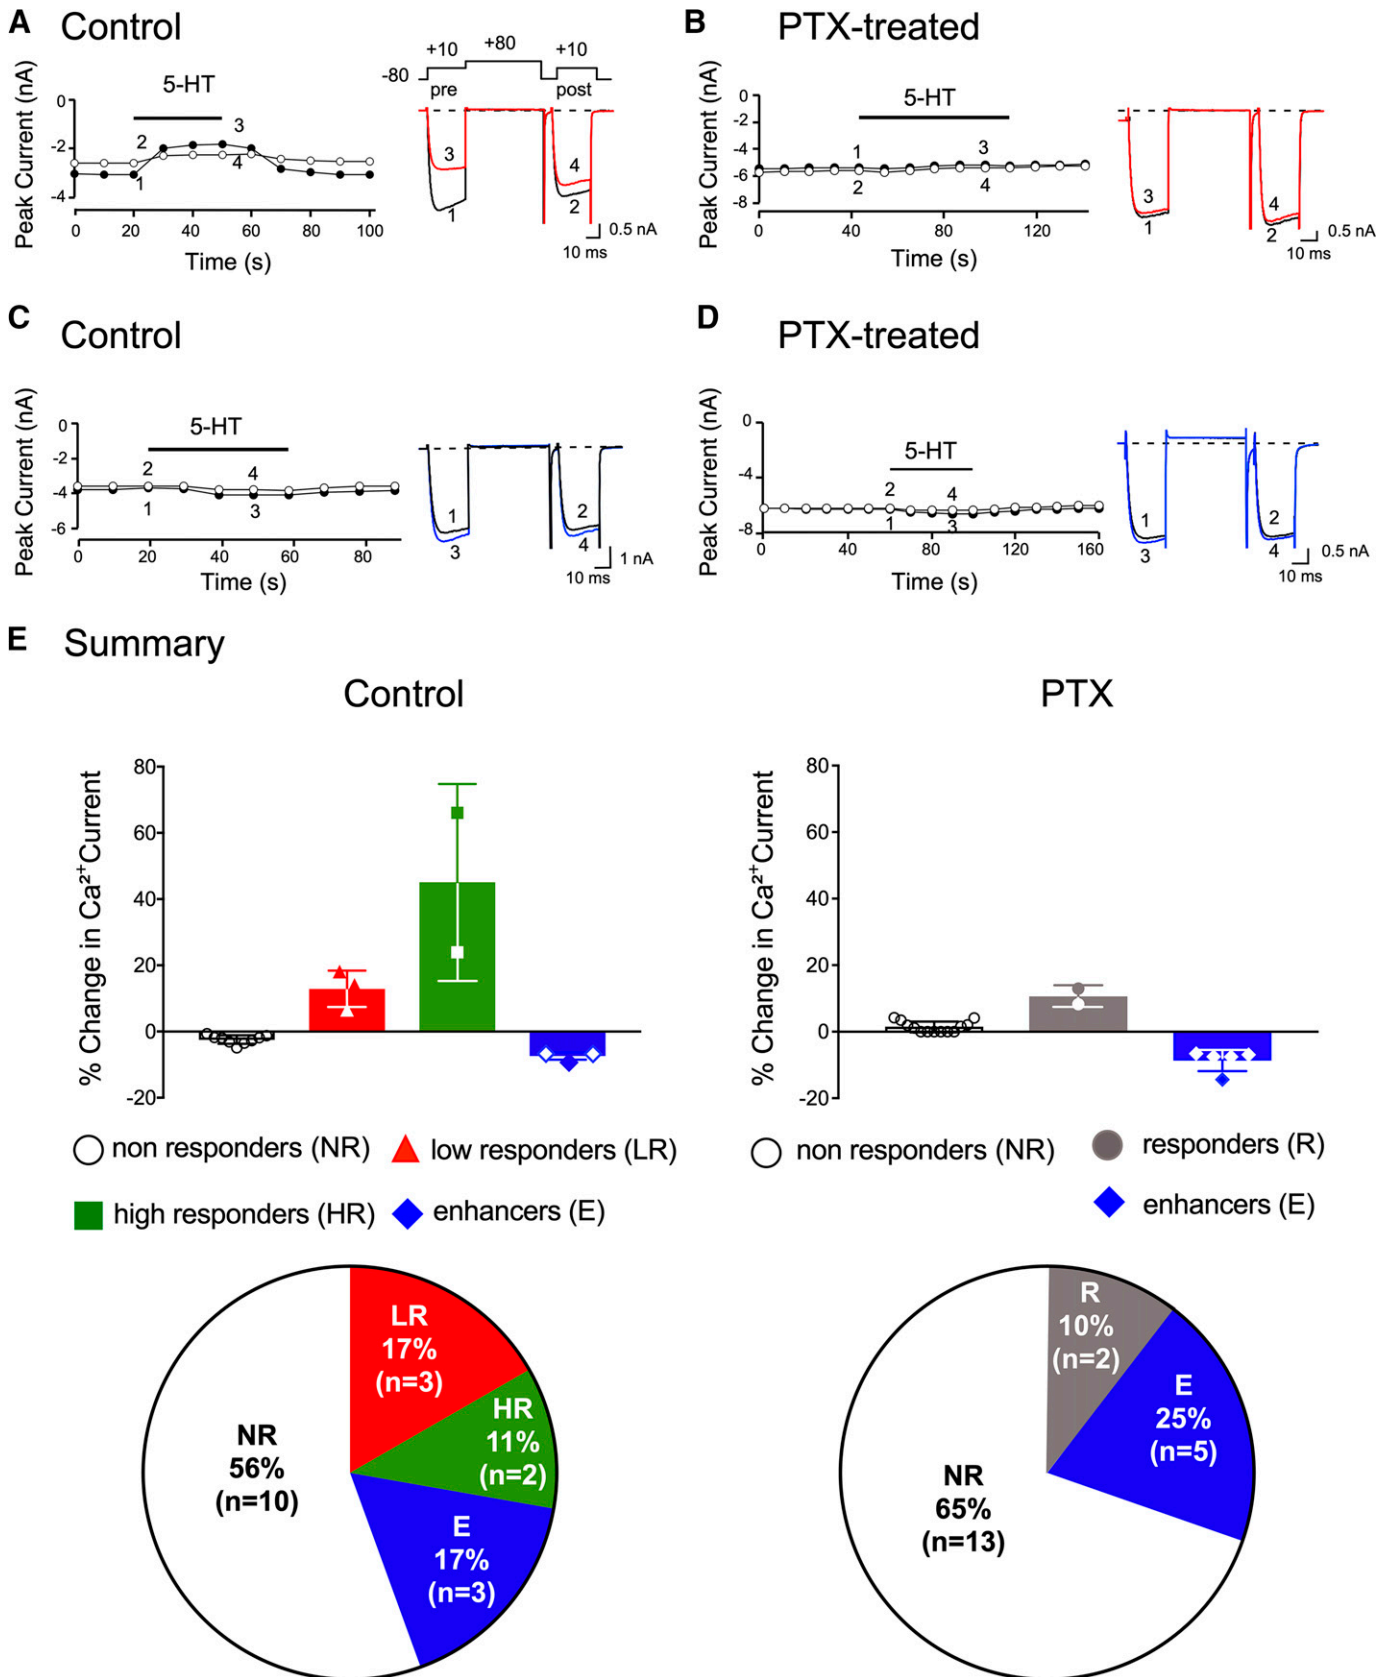 A Control
B PTX-treated
Peak Current (nA)
0
-2
-4
5-HT
2
3
1
4
0 20 40 60 80 100
Time (s)
+10 +80 +10
-80
pre post
3
1
4
2
0.5 nA
10 ms
Peak Current (nA)
0
-2
-4
-6
-8
5-HT
1
3
2
4
0 40 80 120
Time (s)
3
1
4
2
0.5 nA
10 ms
C Control
D PTX-treated
Peak Current (nA)
0
-2
-4
-6
5-HT
2
4
1
3
0 20 40 60 80
Time (s)
1
3
2
4
1 nA
10 ms
Peak Current (nA)
0
-4
-8
5-HT
2
4
1
3
0 40 80 120 160
Time (s)
1
3
2
4
0.5 nA
10 ms
E Summary
Control
% Change in Ca²⁺Current
80
60
40
20
0
-20
PTX
% Change in Ca²⁺Current
80
60
40
20
0
-20
non responders (NR)
low responders (LR)
high responders (HR)
enhancers (E)
non responders (NR)
responders (R)
enhancers (E)
LR
17%
(n=3)
HR
11%
(n=2)
NR
56%
(n=10)
E
17%
(n=3)
R
10%
(n=2)
E
25%
(n=5)
NR
65%
(n=13)